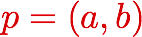 p = (a, b)